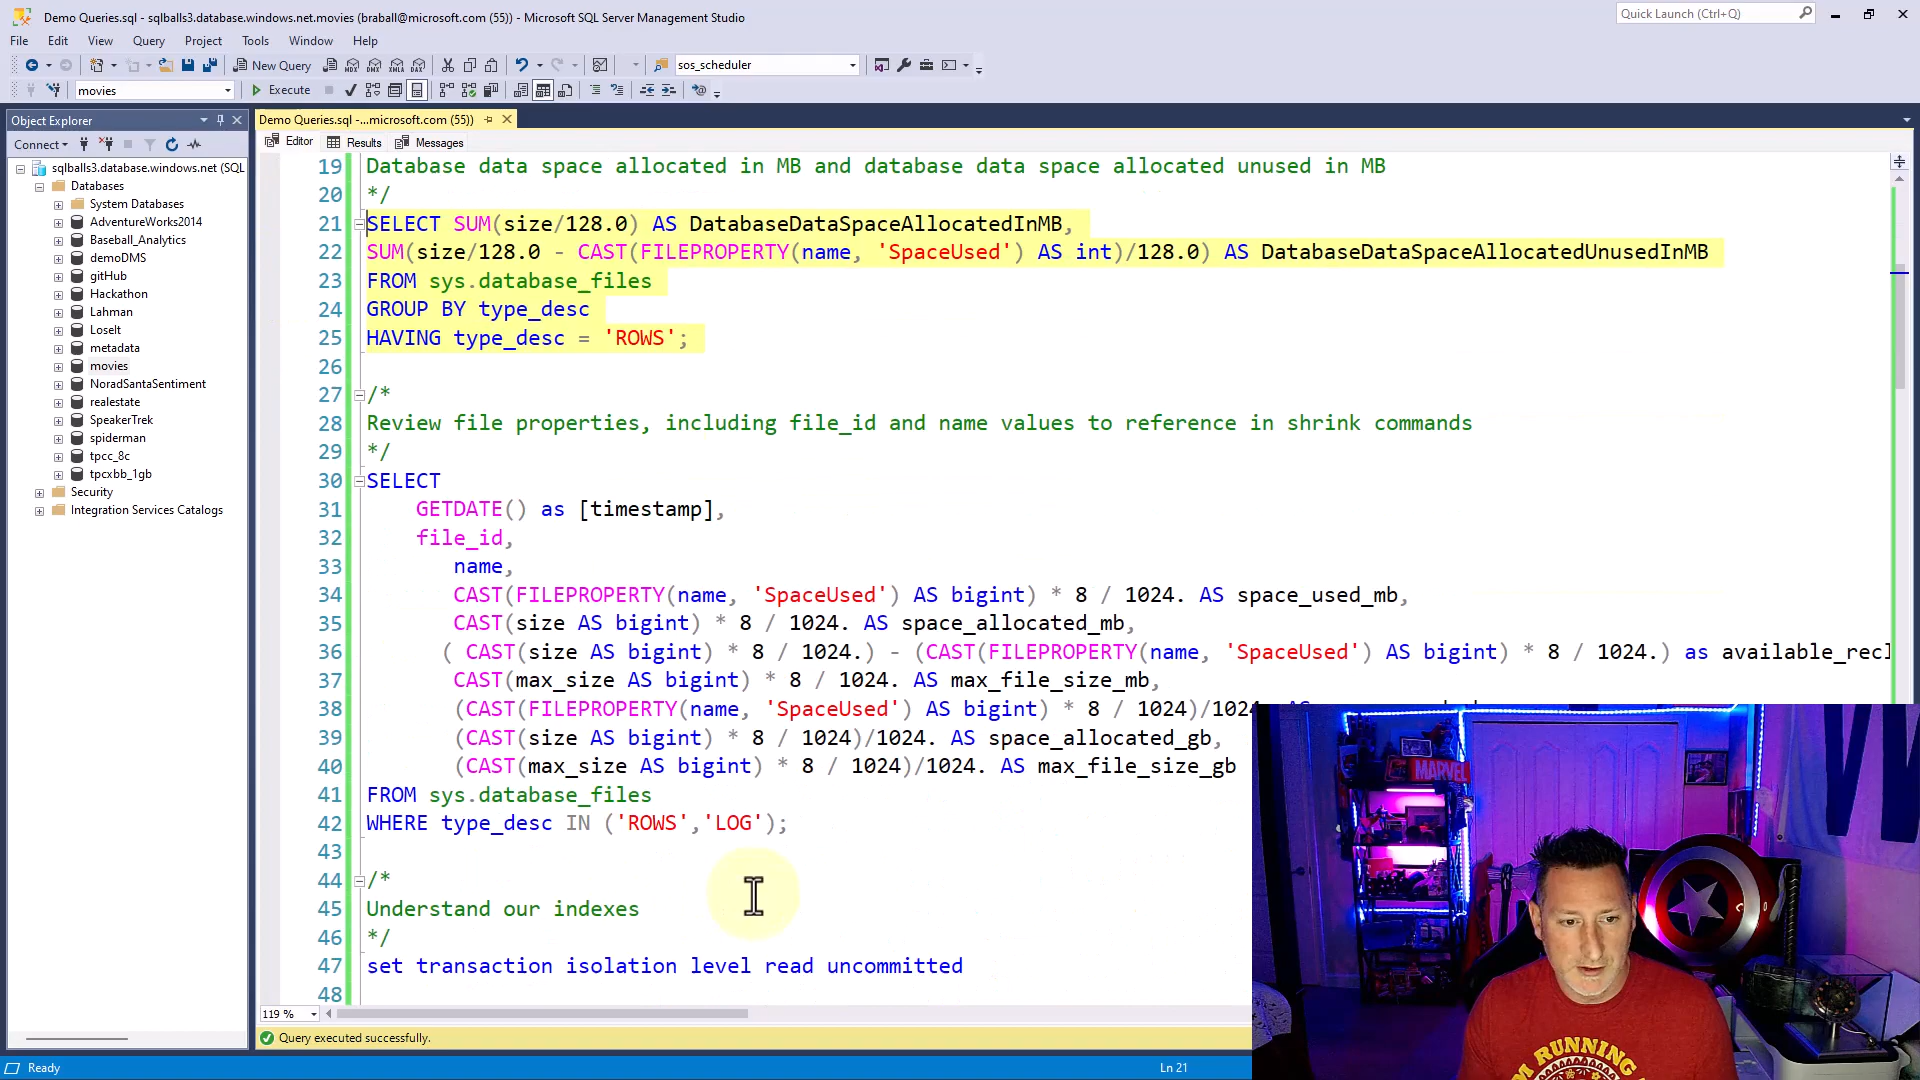 Demo Queries.sql - sqlballs3.database.windows.net.movies (braball@microsoft.com (55)) - Microsoft SQL Server Management Studio
Quick Launch (Ctrl+Q)
File Edit View Query Project Tools Window Help
New Query
sos_scheduler
movies
Execute
Object Explorer
Connect
sqlballs3.database.windows.net (SQL
Databases
System Databases
AdventureWorks2014
Baseball_Analytics
demoDMS
gitHub
Hackathon
Lahman
LoseIt
metadata
movies
NoradSantaSentiment
realestate
SpeakerTrek
spiderman
tpcc_8c
tpcxbb_1gb
Security
Integration Services Catalogs
Demo Queries.sql -...microsoft.com (55))
Editor Results Messages
19 Database data space allocated in MB and database data space allocated unused in MB
20 */
21 SELECT SUM(size/128.0) AS DatabaseDataSpaceAllocatedInMB,
22 SUM(size/128.0 - CAST(FILEPROPERTY(name, 'SpaceUsed') AS int)/128.0) AS DatabaseDataSpaceAllocatedUnusedInMB
23 FROM sys.database_files
24 GROUP BY type_desc
25 HAVING type_desc = 'ROWS';
26
27 /*
28 Review file properties, including file_id and name values to reference in shrink commands
29 */
30 SELECT
31 GETDATE() as [timestamp],
32 file_id,
33 name,
34 CAST(FILEPROPERTY(name, 'SpaceUsed') AS bigint) * 8 / 1024. AS space_used_mb,
35 CAST(size AS bigint) * 8 / 1024. AS space_allocated_mb,
36 ( CAST(size AS bigint) * 8 / 1024.) - (CAST(FILEPROPERTY(name, 'SpaceUsed') AS bigint) * 8 / 1024.) as available_recl
37 CAST(max_size AS bigint) * 8 / 1024. AS max_file_size_mb,
38 (CAST(FILEPROPERTY(name, 'SpaceUsed') AS bigint) * 8 / 1024)/1024
39 (CAST(size AS bigint) * 8 / 1024)/1024. AS space_allocated_gb,
40 (CAST(max_size AS bigint) * 8 / 1024)/1024. AS max_file_size_gb
41 FROM sys.database_files
42 WHERE type_desc IN ('ROWS','LOG');
43
44 /*
45 Understand our indexes
46 */
47 set transaction isolation level read uncommitted
48
119 %
Query executed successfully.
Ready
Ln 21
MARVEL
RUNNING